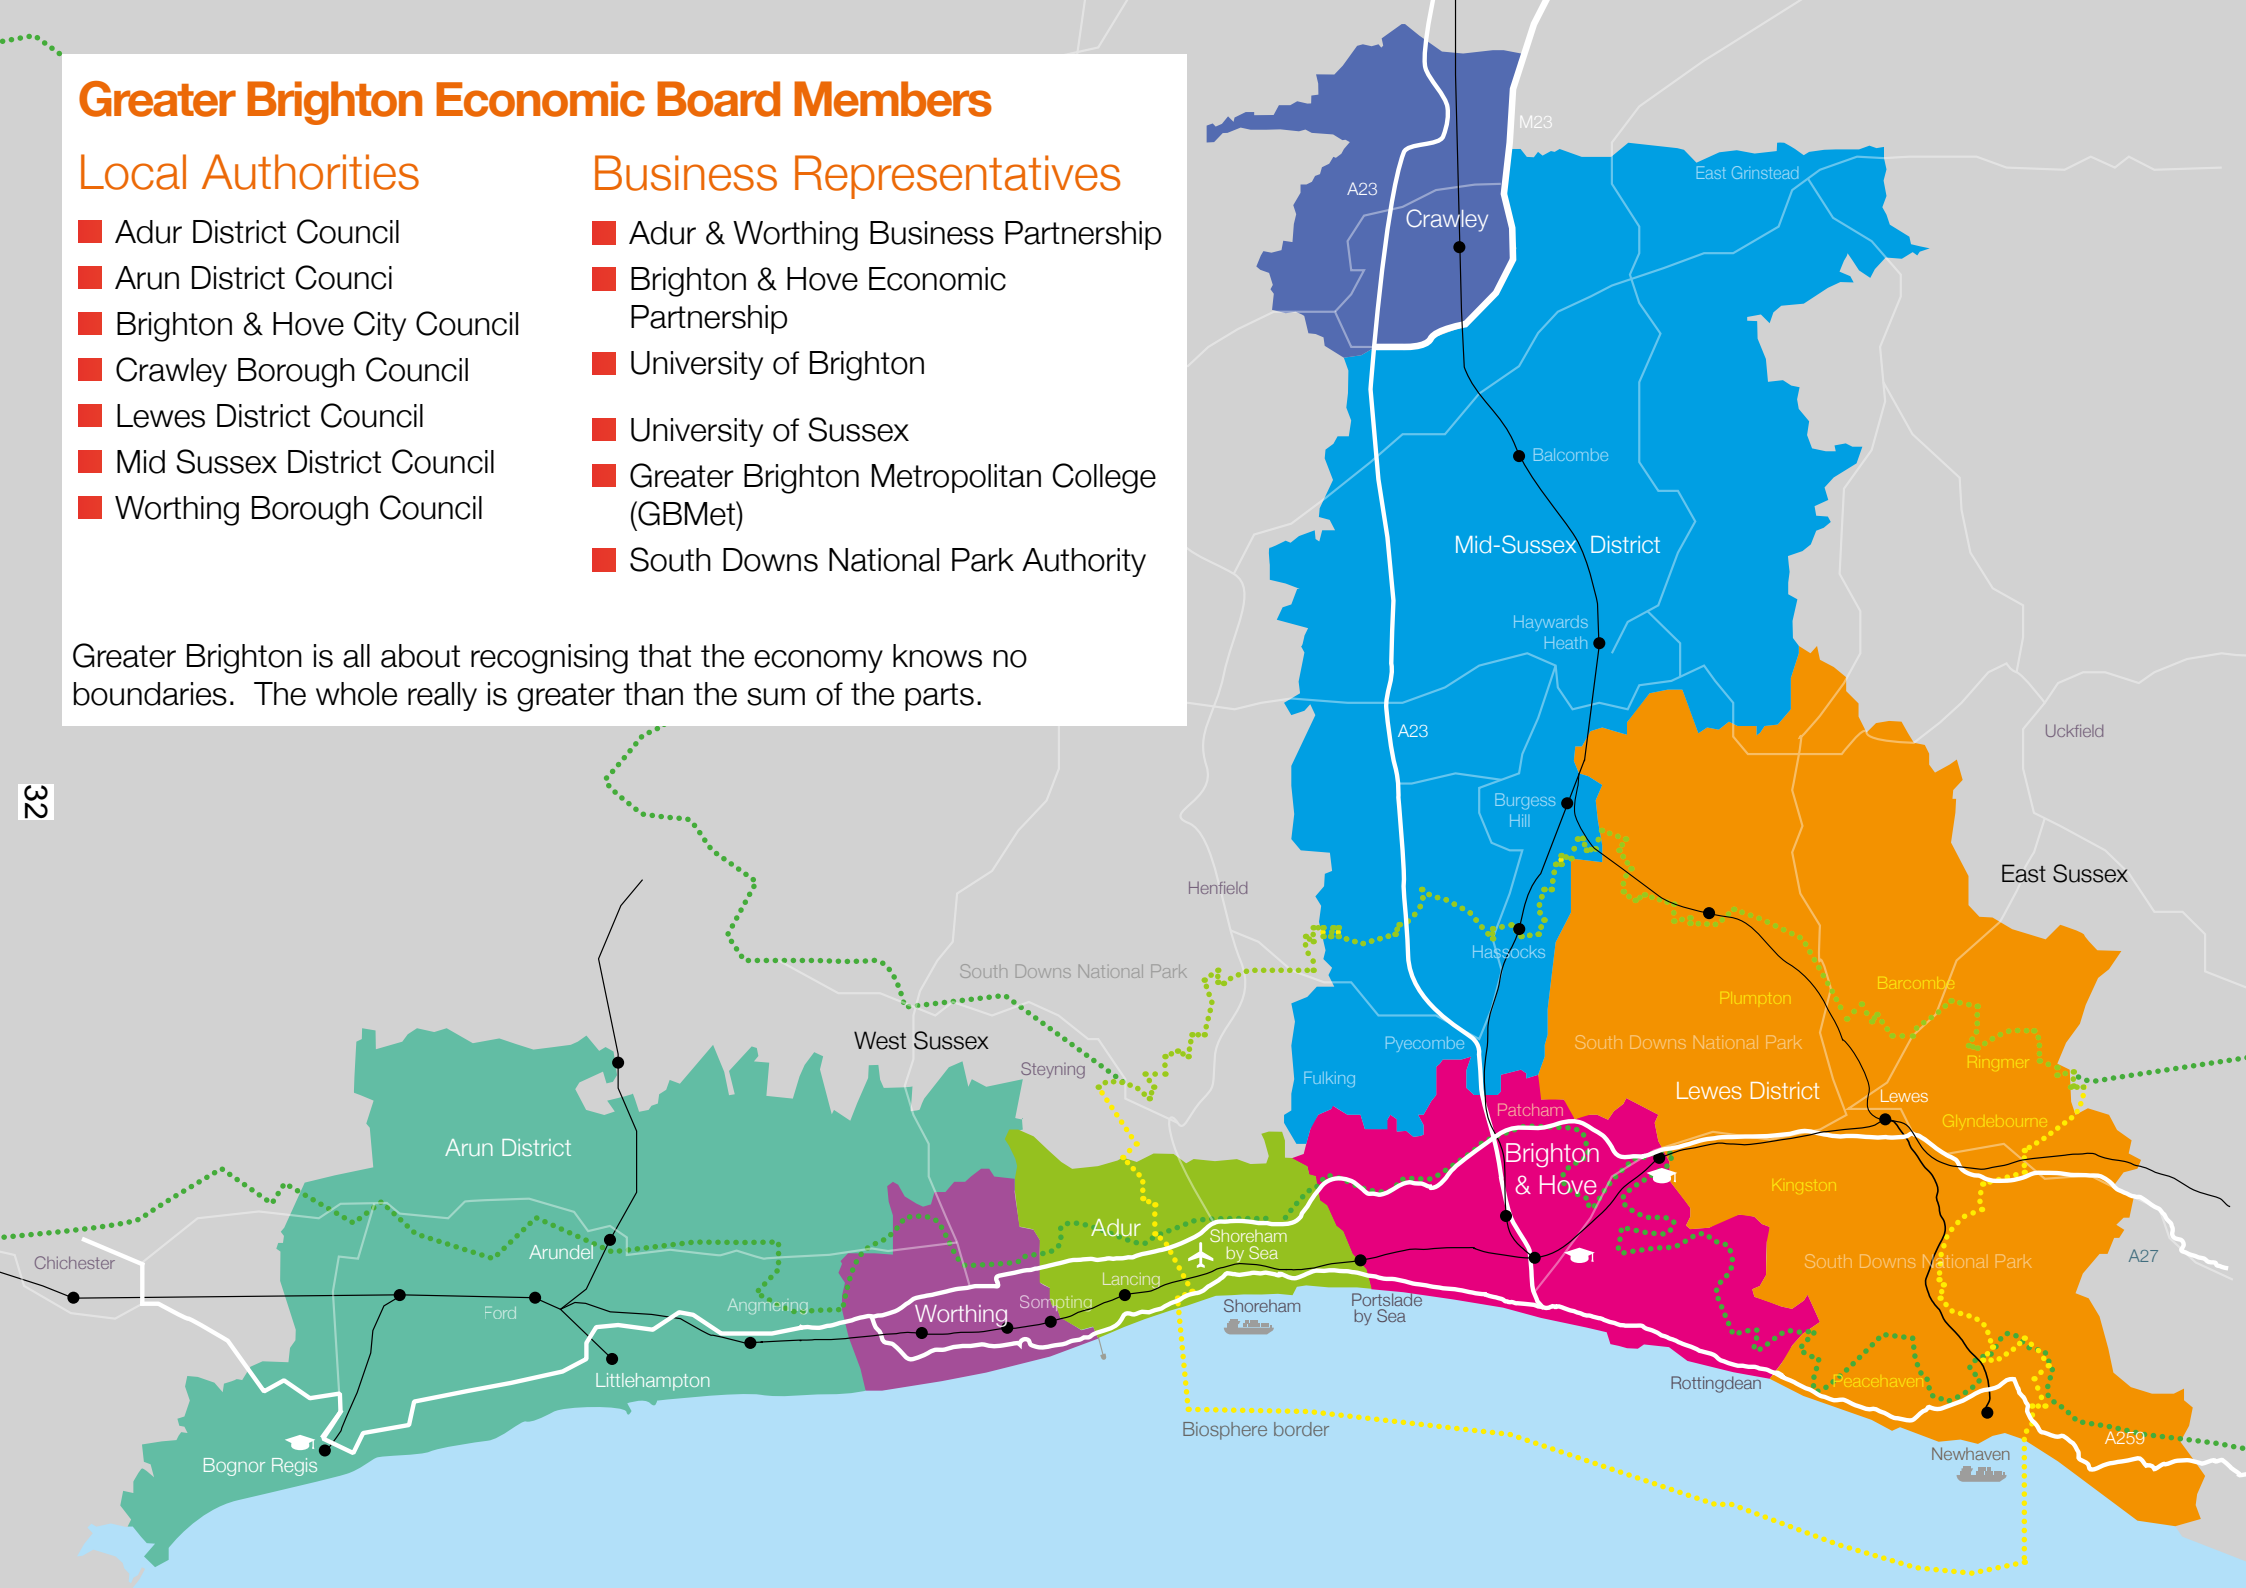 Greater Brighton Economic Board Members
Local Authorities
Adur District Council
Arun District Counci
Brighton & Hove City Council
Crawley Borough Council
Lewes District Council
Mid Sussex District Council
Worthing Borough Council
Business Representatives
Adur & Worthing Business Partnership
Brighton & Hove Economic
Partnership
University of Brighton
University of Sussex
Greater Brighton Metropolitan College
(GBMet)
South Downs National Park Authority
Greater Brighton is all about recognising that the economy knows no
boundaries.  The whole really is greater than the sum of the parts.
32
M23
A23
Crawley
East Grinstead
Balcombe
Mid-Sussex District
Haywards
Heath
A23
Uckfield
Burgess
Hill
East Sussex
Henfield
Hassocks
South Downs National Park
Barcombe
Plumpton
West Sussex
Pyecombe
South Downs National Park
Ringmer
Steyning
Fulking
Lewes District
Lewes
Patcham
Glyndebourne
Arun District
Brighton
& Hove
Kingston
Adur
Shoreham
by Sea
Arundel
Chichester
A27
South Downs National Park
Lancing
Ford
Angmering
Worthing
Sompting
Shoreham
Portslade
by Sea
Littlehampton
Rottingdean
Peacehaven
Biosphere border
A259
Newhaven
Bognor Regis